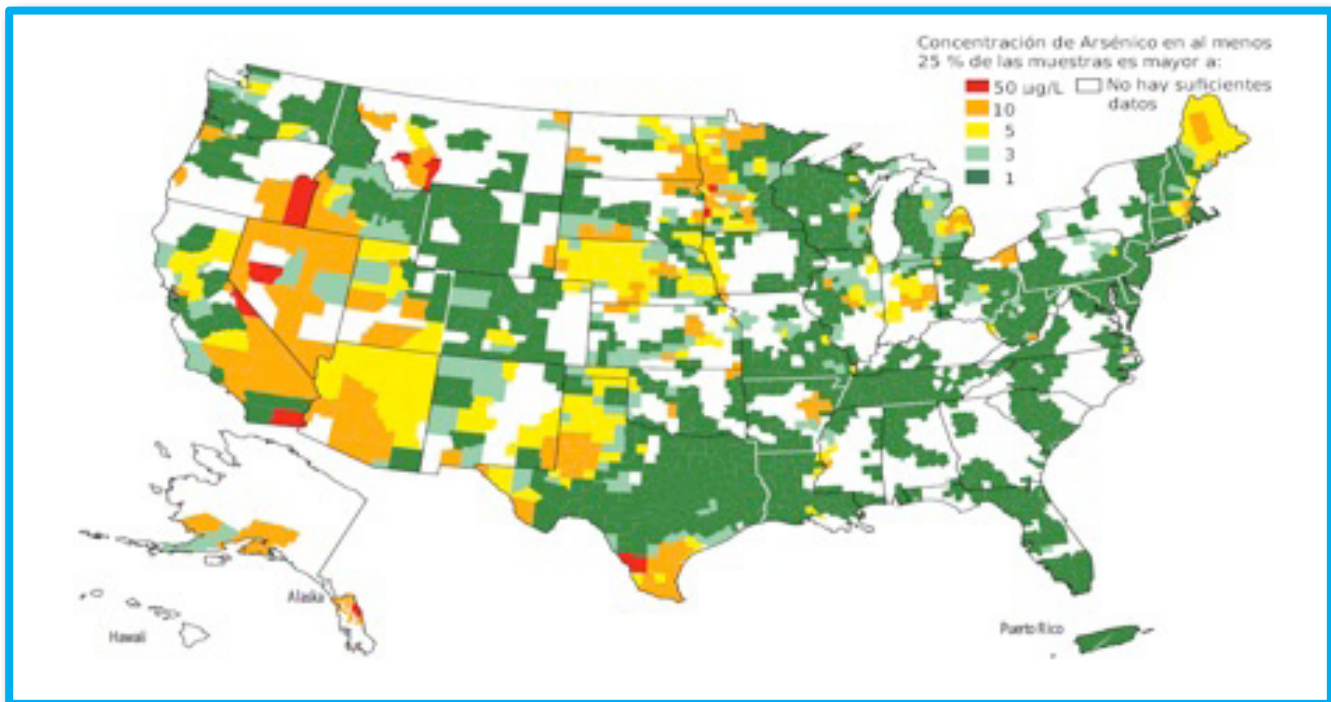 Concentración de Arsénico en al menos
25 % de las muestras es mayor a:
50 µg/L No hay suficientes
10 datos
5
3
1
Alaska
Hawaii
Puerto Rico